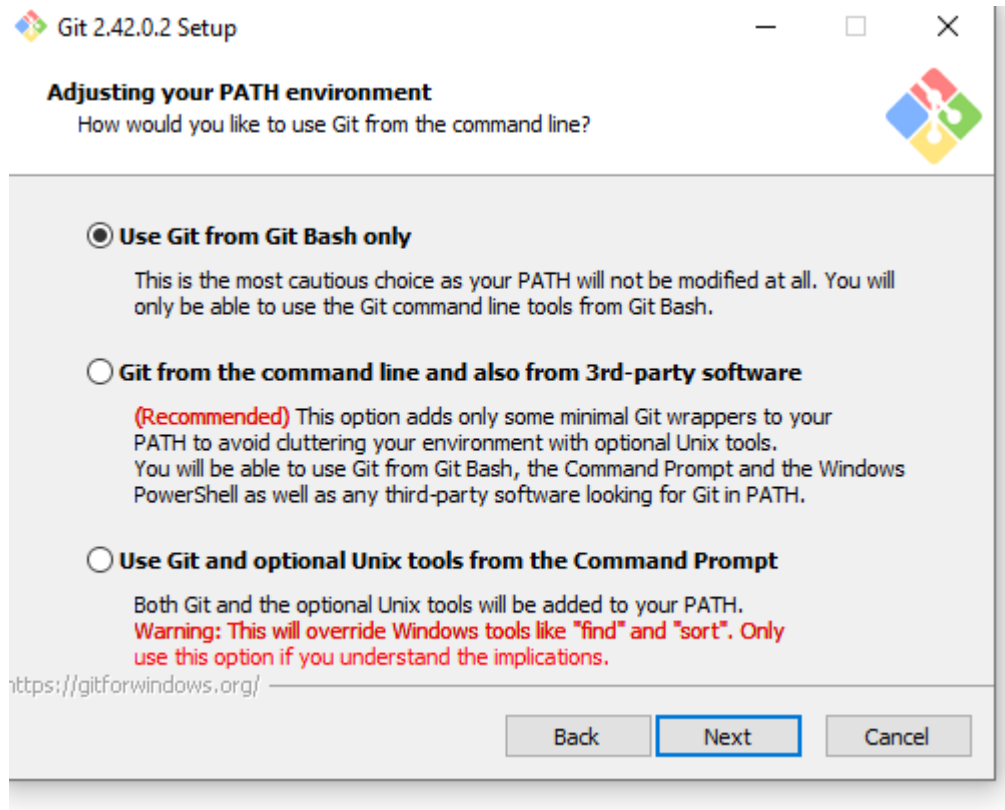 Git 2.42.0.2 Setup
Adjusting your PATH environment
How would you like to use Git from the command line?
Use Git from Git Bash only
This is the most cautious choice as your PATH will not be modified at all. You will
only be able to use the Git command line tools from Git Bash.
Git from the command line and also from 3rd-party software
(Recommended) This option adds only some minimal Git wrappers to your
PATH to avoid cluttering your environment with optional Unix tools.
You will be able to use Git from Git Bash, the Command Prompt and the Windows
PowerShell as well as any third-party software looking for Git in PATH.
Use Git and optional Unix tools from the Command Prompt
Both Git and the optional Unix tools will be added to your PATH.
Warning: This will override Windows tools like "find" and "sort". Only
use this option if you understand the implications.
https://gitforwindows.org/
Back Next Cancel